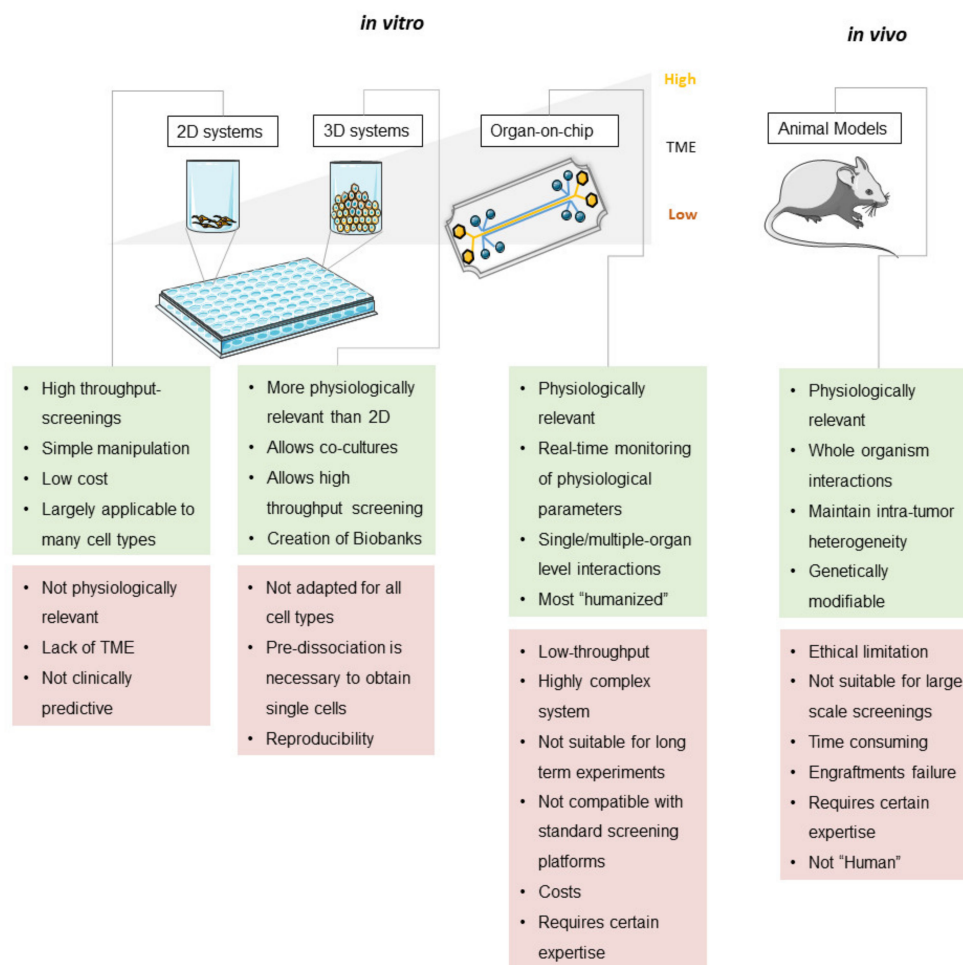 in vitro
in vivo
High
2D systems
3D systems
Organ-on-chip
TME
Animal Models
Low
• High throughput-
screenings
• Simple manipulation
• Low cost
• Largely applicable to
many cell types
• Not physiologically
relevant
• Lack of TME
• Not clinically
predictive
• More physiologically
relevant than 2D
• Allows co-cultures
• Allows high
throughput screening
• Creation of Biobanks
• Not adapted for all
cell types
• Pre-dissociation is
necessary to obtain
single cells
• Reproducibility
• Physiologically
relevant
• Real-time monitoring
of physiological
parameters
• Single/multiple-organ
level interactions
• Most “humanized”
• Low-throughput
• Highly complex
system
• Not suitable for long
term experiments
• Not compatible with
standard screening
platforms
• Costs
• Requires certain
expertise
• Physiologically
relevant
• Whole organism
interactions
• Maintain intra-tumor
heterogeneity
• Genetically
modifiable
• Ethical limitation
• Not suitable for large
scale screenings
• Time consuming
• Engraftments failure
• Requires certain
expertise
• Not “Human”